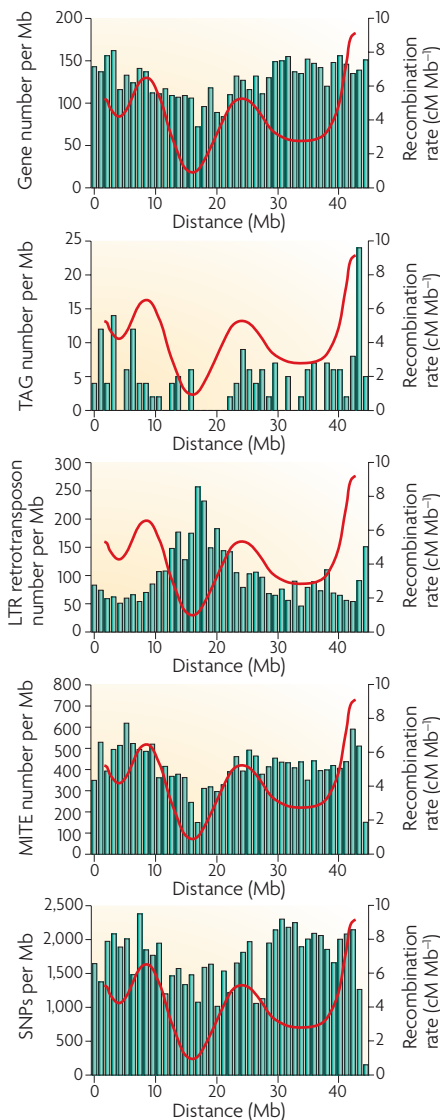 Gene number per Mb
200
150
100
50
0
10
8
6
4
2
0
Recombination
rate (cM Mb)
0 10 20 30 40
Distance (Mb)
TAG number per Mb
25
20
15
10
5
0
10
8
6
4
2
0
Recombination
rate (cM Mb)
0 10 20 30 40
Distance (Mb)
LTR retrotransposon
number per Mb
300
250
200
150
100
50
0
10
8
6
4
2
0
Recombination
rate (cM Mb)
0 10 20 30 40
Distance (Mb)
MITE number per Mb
800
700
600
500
400
300
200
100
0
10
8
6
4
2
0
Recombination
rate (cM Mb)
0 10 20 30 40
Distance (Mb)
SNPs per Mb
2,500
2,000
1,500
1,000
500
0
10
8
6
4
2
0
Recombination
rate (cM Mb)
0 10 20 30 40
Distance (Mb)